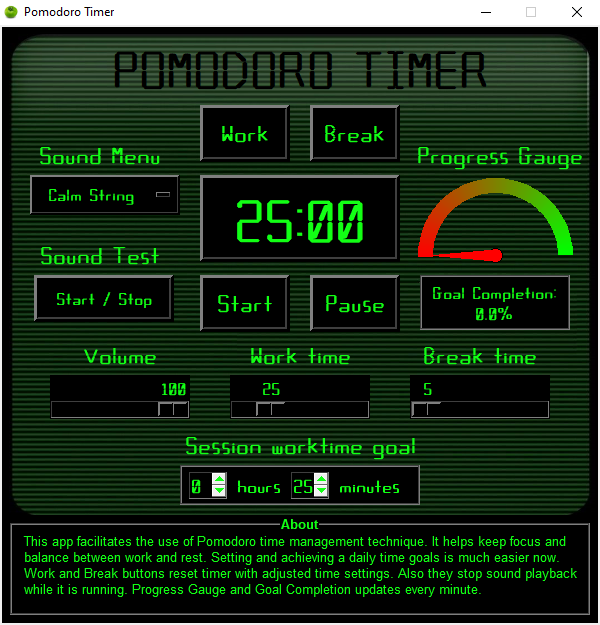 Pomodoro Timer
POMODORO TIMER
Work
Break
Sound Menu
Progress Gauge
Calm String
25:00
Sound Test
Start / Stop
Start
Pause
Goal Completion:
0.0%
Volume
Work time
Break time
100
25
5
Session worktime goal
0 hours 25 minutes
About
This app facilitates the use of Pomodoro time management technique. It helps keep focus and
balance between work and rest. Setting and achieving a daily time goals is much easier now.
Work and Break buttons reset timer with adjusted time settings. Also they stop sound playback
while it is running. Progress Gauge and Goal Completion updates every minute.